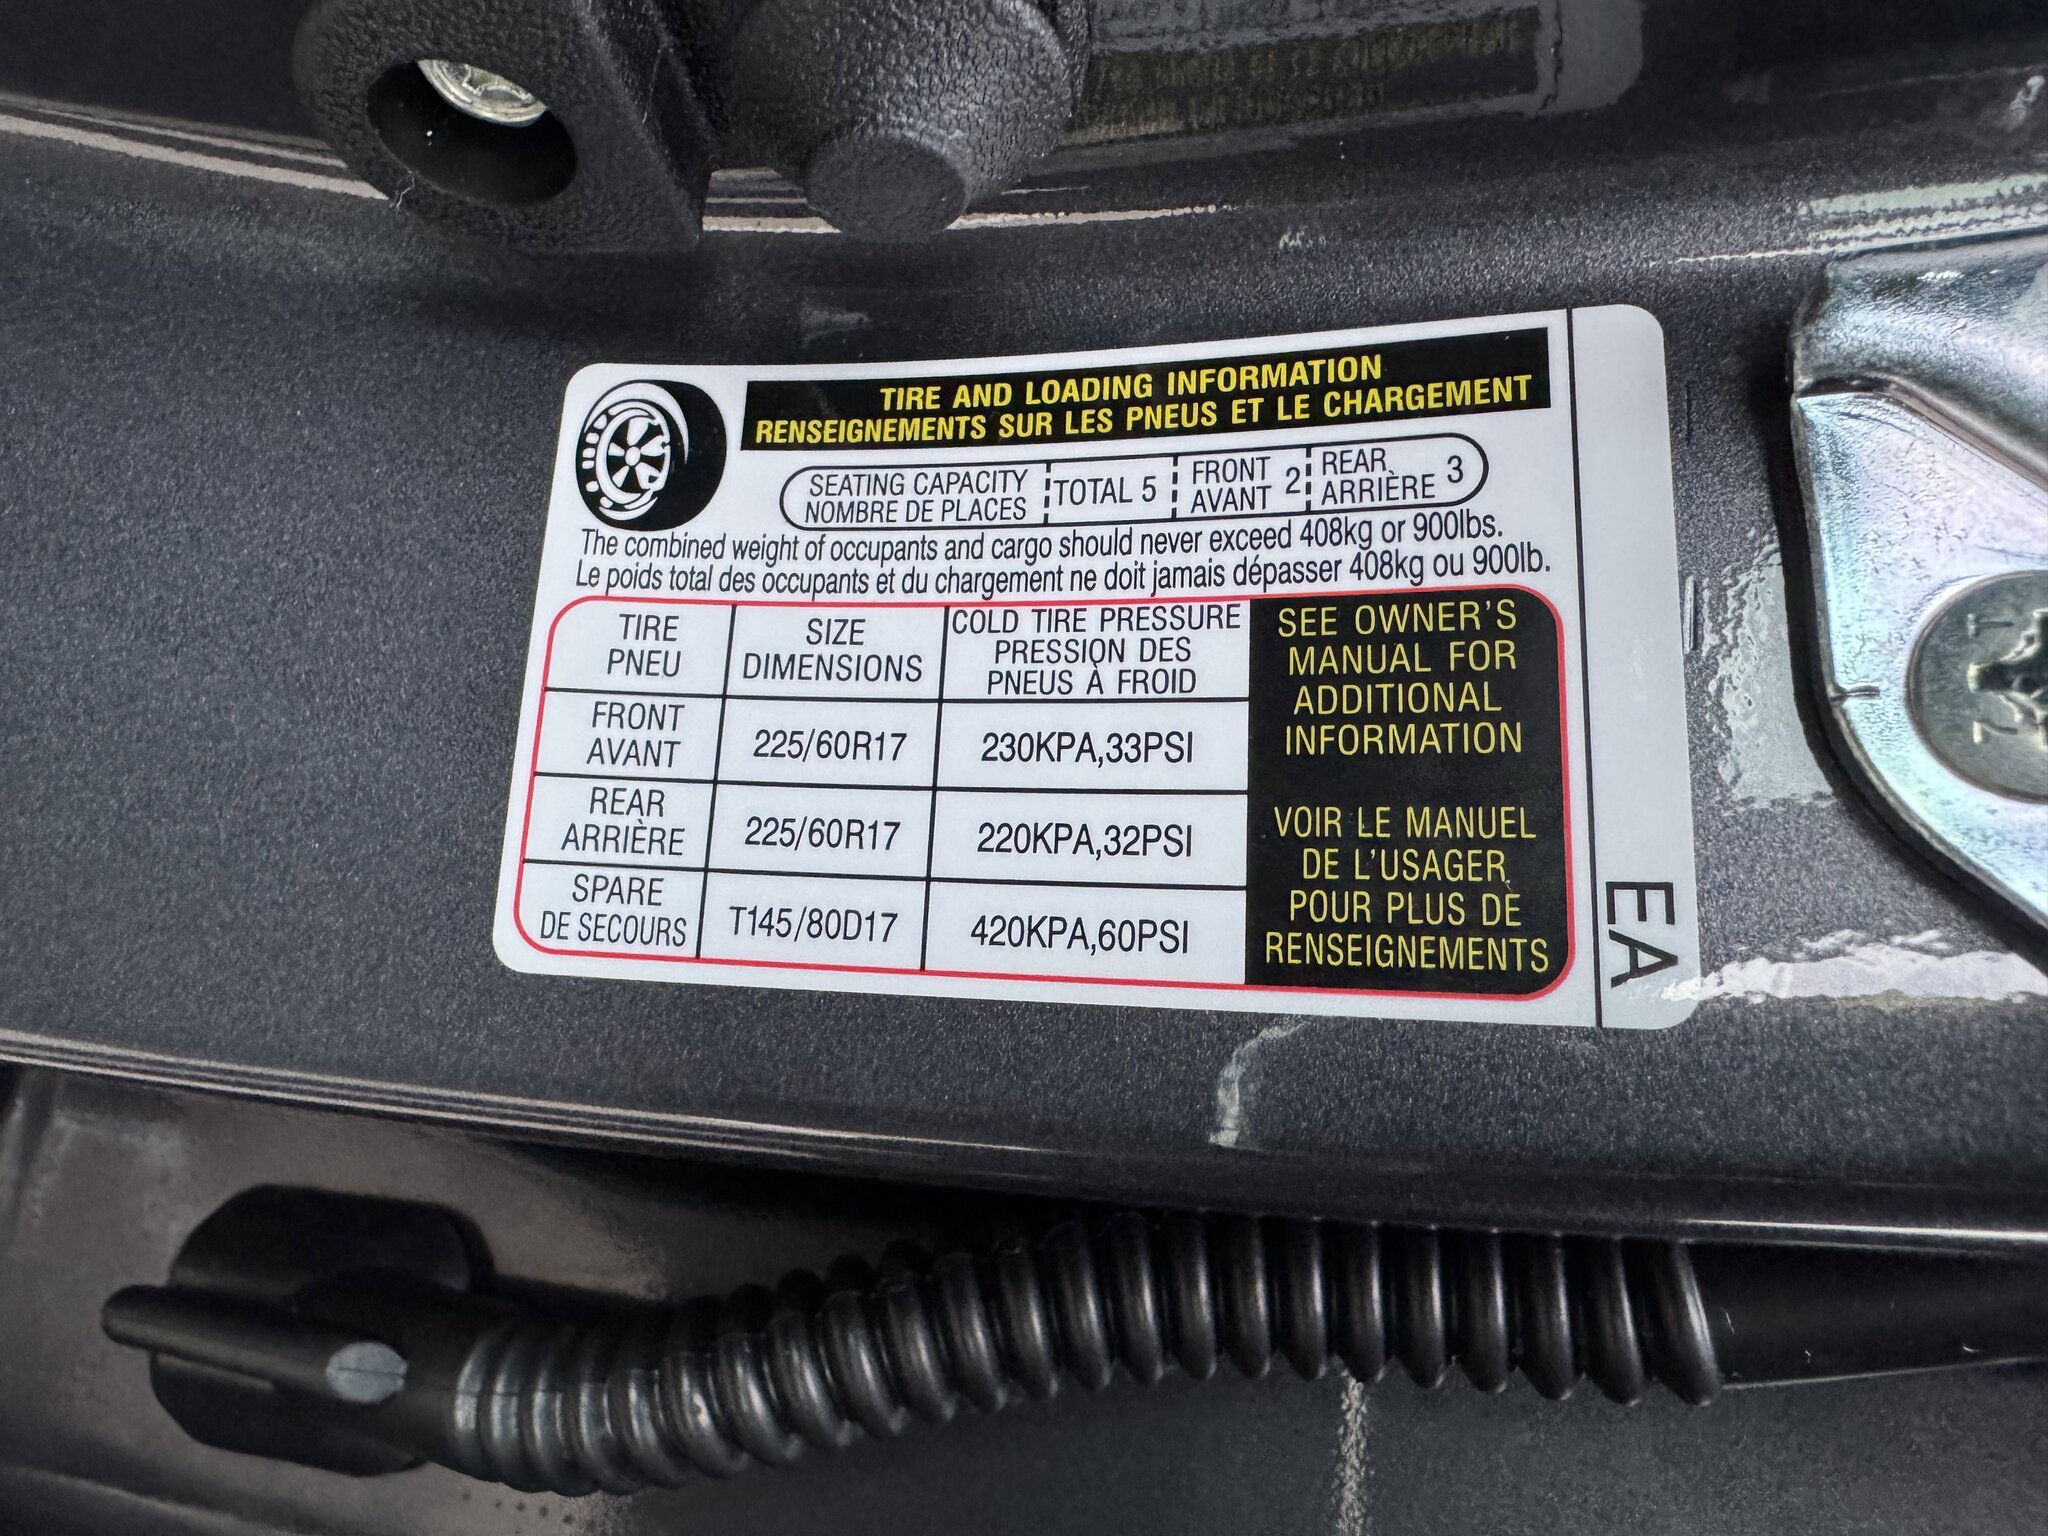 TIRE AND LOADING INFORMATION
RENSEIGNEMENTS SUR LES PNEUS ET LE CHARGEMENT
SEATING CAPACITY
NOMBRE DE PLACES
TOTAL 5
FRONT
AVANT 2
REAR
ARRIÈRE 3
The combined weight of occupants and cargo should never exceed 408kg or 900lbs.
Le poids total des occupants et du chargement ne doit jamais dépasser 408kg ou 900lb.
TIRE
PNEU
SIZE
DIMENSIONS
COLD TIRE PRESSURE
PRESSION DES
PNEUS À FROID
FRONT
AVANT
225/60R17
230KPA,33PSI
REAR
ARRIÈRE
225/60R17
220KPA,32PSI
SPARE
DE SECOURS
T145/80D17
420KPA,60PSI
SEE OWNER'S
MANUAL FOR
ADDITIONAL
INFORMATION
VOIR LE MANUEL
DE L'USAGER
POUR PLUS DE
RENSEIGNEMENTS
EA